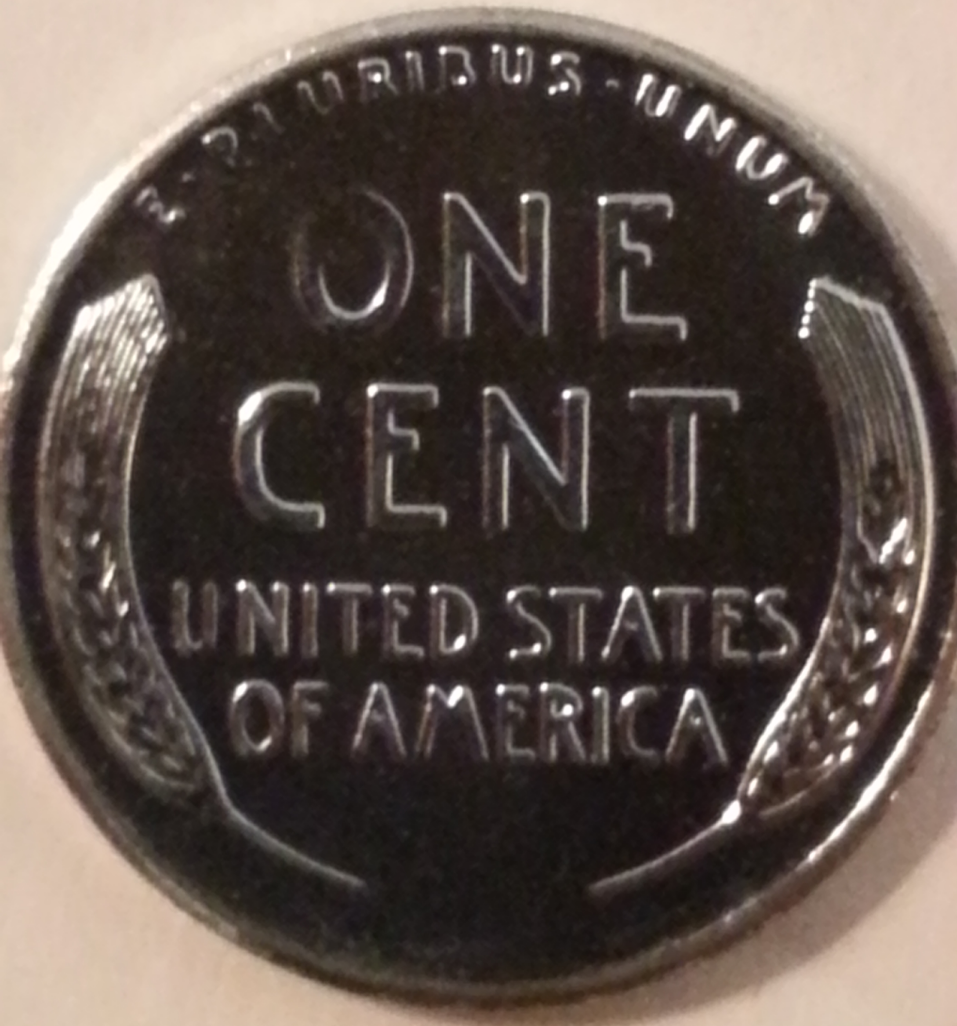 E·PLURIBUS·UNUM
ONE
CENT
UNITED STATES
OF AMERICA